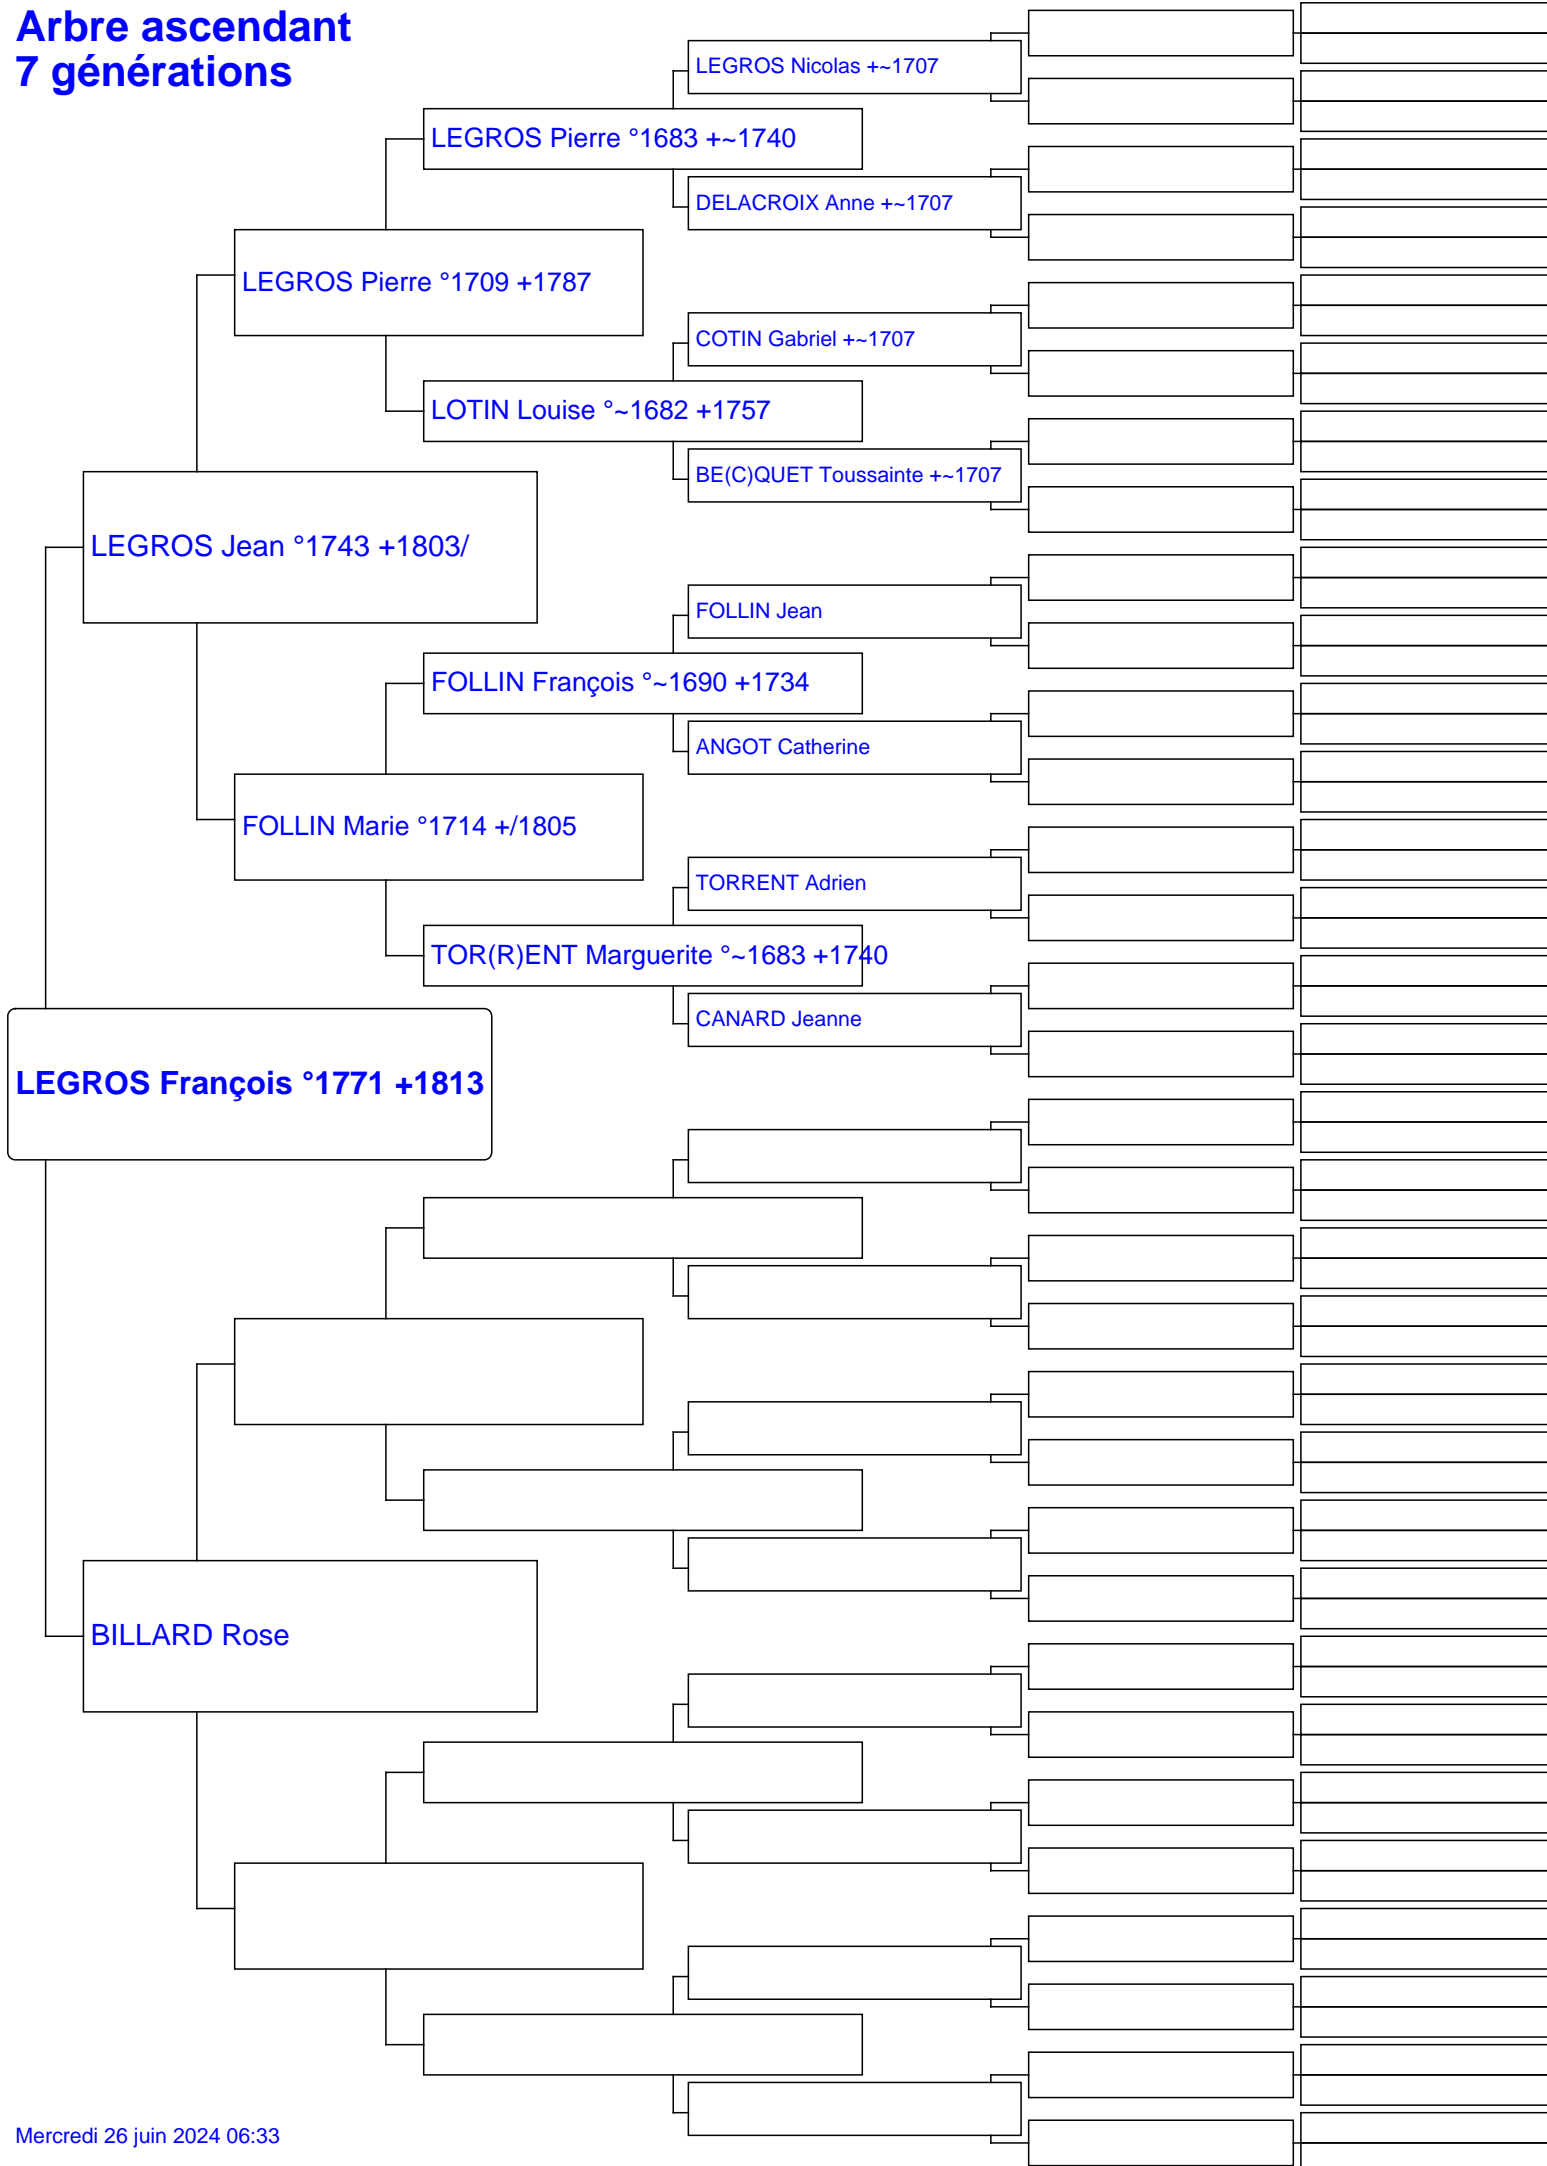 Arbre ascendant
7 générations
LEGROS Nicolas +~1707
LEGROS Pierre °1683 +~1740
DELACROIX Anne +~1707
LEGROS Pierre °1709 +1787
COTIN Gabriel +~1707
LOTIN Louise °~1682 +1757
BE(C)QUET Toussainte +~1707
LEGROS Jean °1743 +1803/
FOLLIN Jean
FOLLIN François °~1690 +1734
ANGOT Catherine
FOLLIN Marie °1714 +/1805
TORRENT Adrien
TOR(R)ENT Marguerite °~1683 +1740
CANARD Jeanne
LEGROS François °1771 +1813
BILLARD Rose
Mercredi 26 juin 2024 06:33